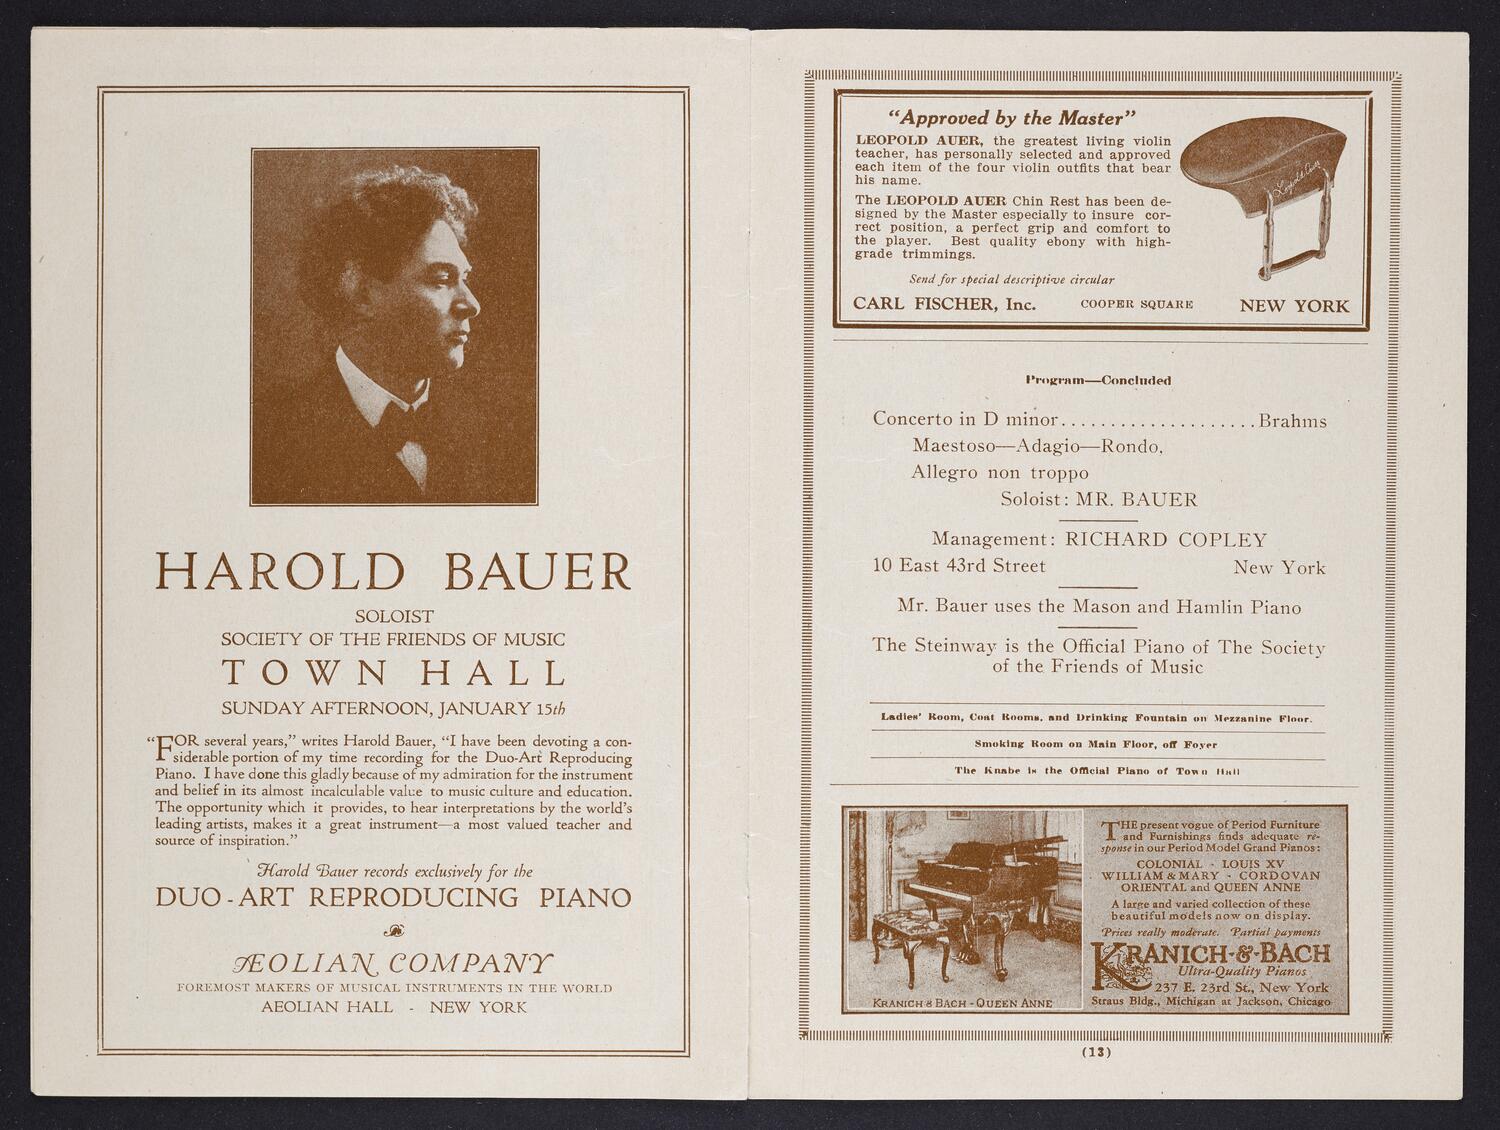 HAROLD BAUER
SOLOIST
SOCIETY OF THE FRIENDS OF MUSIC
TOWN HALL
SUNDAY AFTERNOON, JANUARY 15th
"FOR several years," writes Harold Bauer, "I have been devoting a con-
siderable portion of my time recording for the Duo-Art Reproducing
Piano. I have done this gladly because of my admiration for the instrument
and belief in its almost incalculable value to music culture and education.
The opportunity which it provides, to hear interpretations by the world's
leading artists, makes it a great instrument—a most valued teacher and
source of inspiration."
Harold Bauer records exclusively for the
DUO-ART REPRODUCING PIANO
ÆOLIAN COMPANY
FOREMOST MAKERS OF MUSICAL INSTRUMENTS IN THE WORLD
AEOLIAN HALL - NEW YORK
"Approved by the Master"
LEOPOLD AUER, the greatest living violin
teacher, has personally selected and approved
each item of the four violin outfits that bear
his name.
The LEOPOLD AUER Chin Rest has been de-
signed by the Master especially to insure cor-
rect position, a perfect grip and comfort to
the player. Best quality ebony with high-
grade trimmings.
Send for special descriptive circular
Leopold Auer
CARL FISCHER, Inc. COOPER SQUARE NEW YORK
Program—Concluded
Concerto in D minor....................Brahms
Maestoso—Adagio—Rondo,
Allegro non troppo
Soloist: MR. BAUER
Management: RICHARD COPLEY
10 East 43rd Street New York
Mr. Bauer uses the Mason and Hamlin Piano
The Steinway is the Official Piano of The Society
of the Friends of Music
Ladies' Room, Coat Rooms, and Drinking Fountain on Mezzanine Floor.
Smoking Room on Main Floor, off Foyer
The Knabe is the Official Piano of Town Hall
THE present vogue of Period Furniture
and Furnishings finds adequate re-
sponse in our Period Model Grand Pianos:
COLONIAL - LOUIS XV
WILLIAM & MARY - CORDOVAN
ORIENTAL and QUEEN ANNE
A large and varied collection of these
beautiful models now on display.
Prices really moderate. Partial payments
KRANICH-&-BACH
Ultra-Quality Pianos
237 E. 23rd St., New York
Straus Bldg., Michigan at Jackson, Chicago
KRANICH & BACH - QUEEN ANNE
(13)